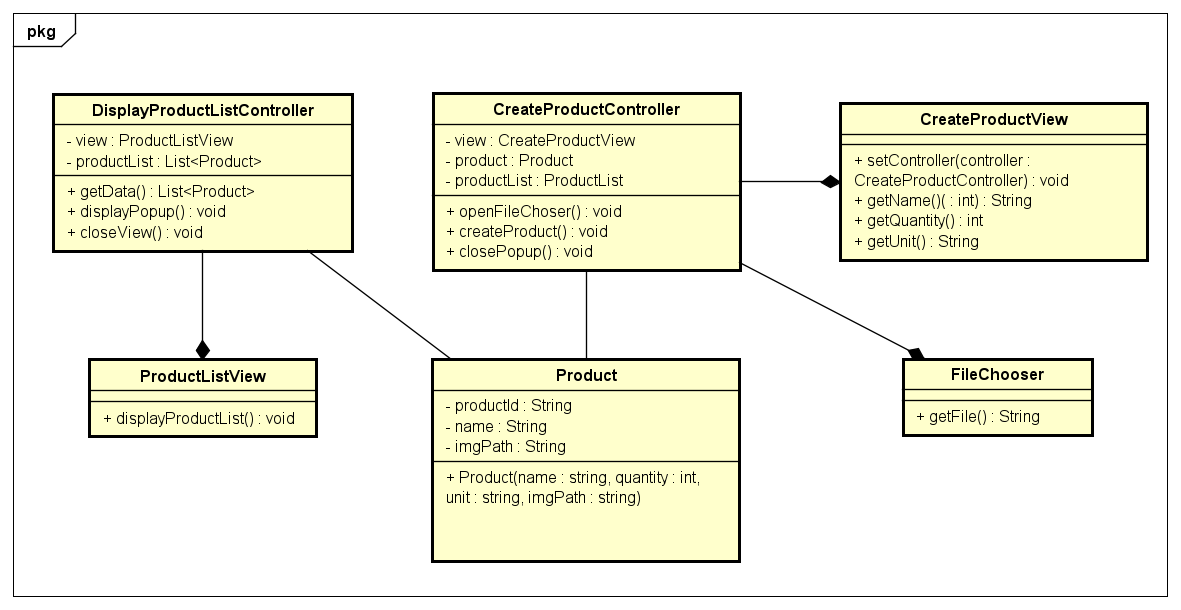 pkg
DisplayProductListController
- view : ProductListView
- productList : List<Product>
+ getData() : List<Product>
+ displayPopup() : void
+ closeView() : void
CreateProductController
- view : CreateProductView
- product : Product
- productList : ProductList
+ openFileChoser() : void
+ createProduct() : void
+ closePopup() : void
CreateProductView
+ setController(controller :
CreateProductController) : void
+ getName()( : int) : String
+ getQuantity() : int
+ getUnit() : String
ProductListView
+ displayProductList() : void
Product
- productId : String
- name : String
- imgPath : String
+ Product(name : string, quantity : int,
unit : string, imgPath : string)
FileChooser
+ getFile() : String